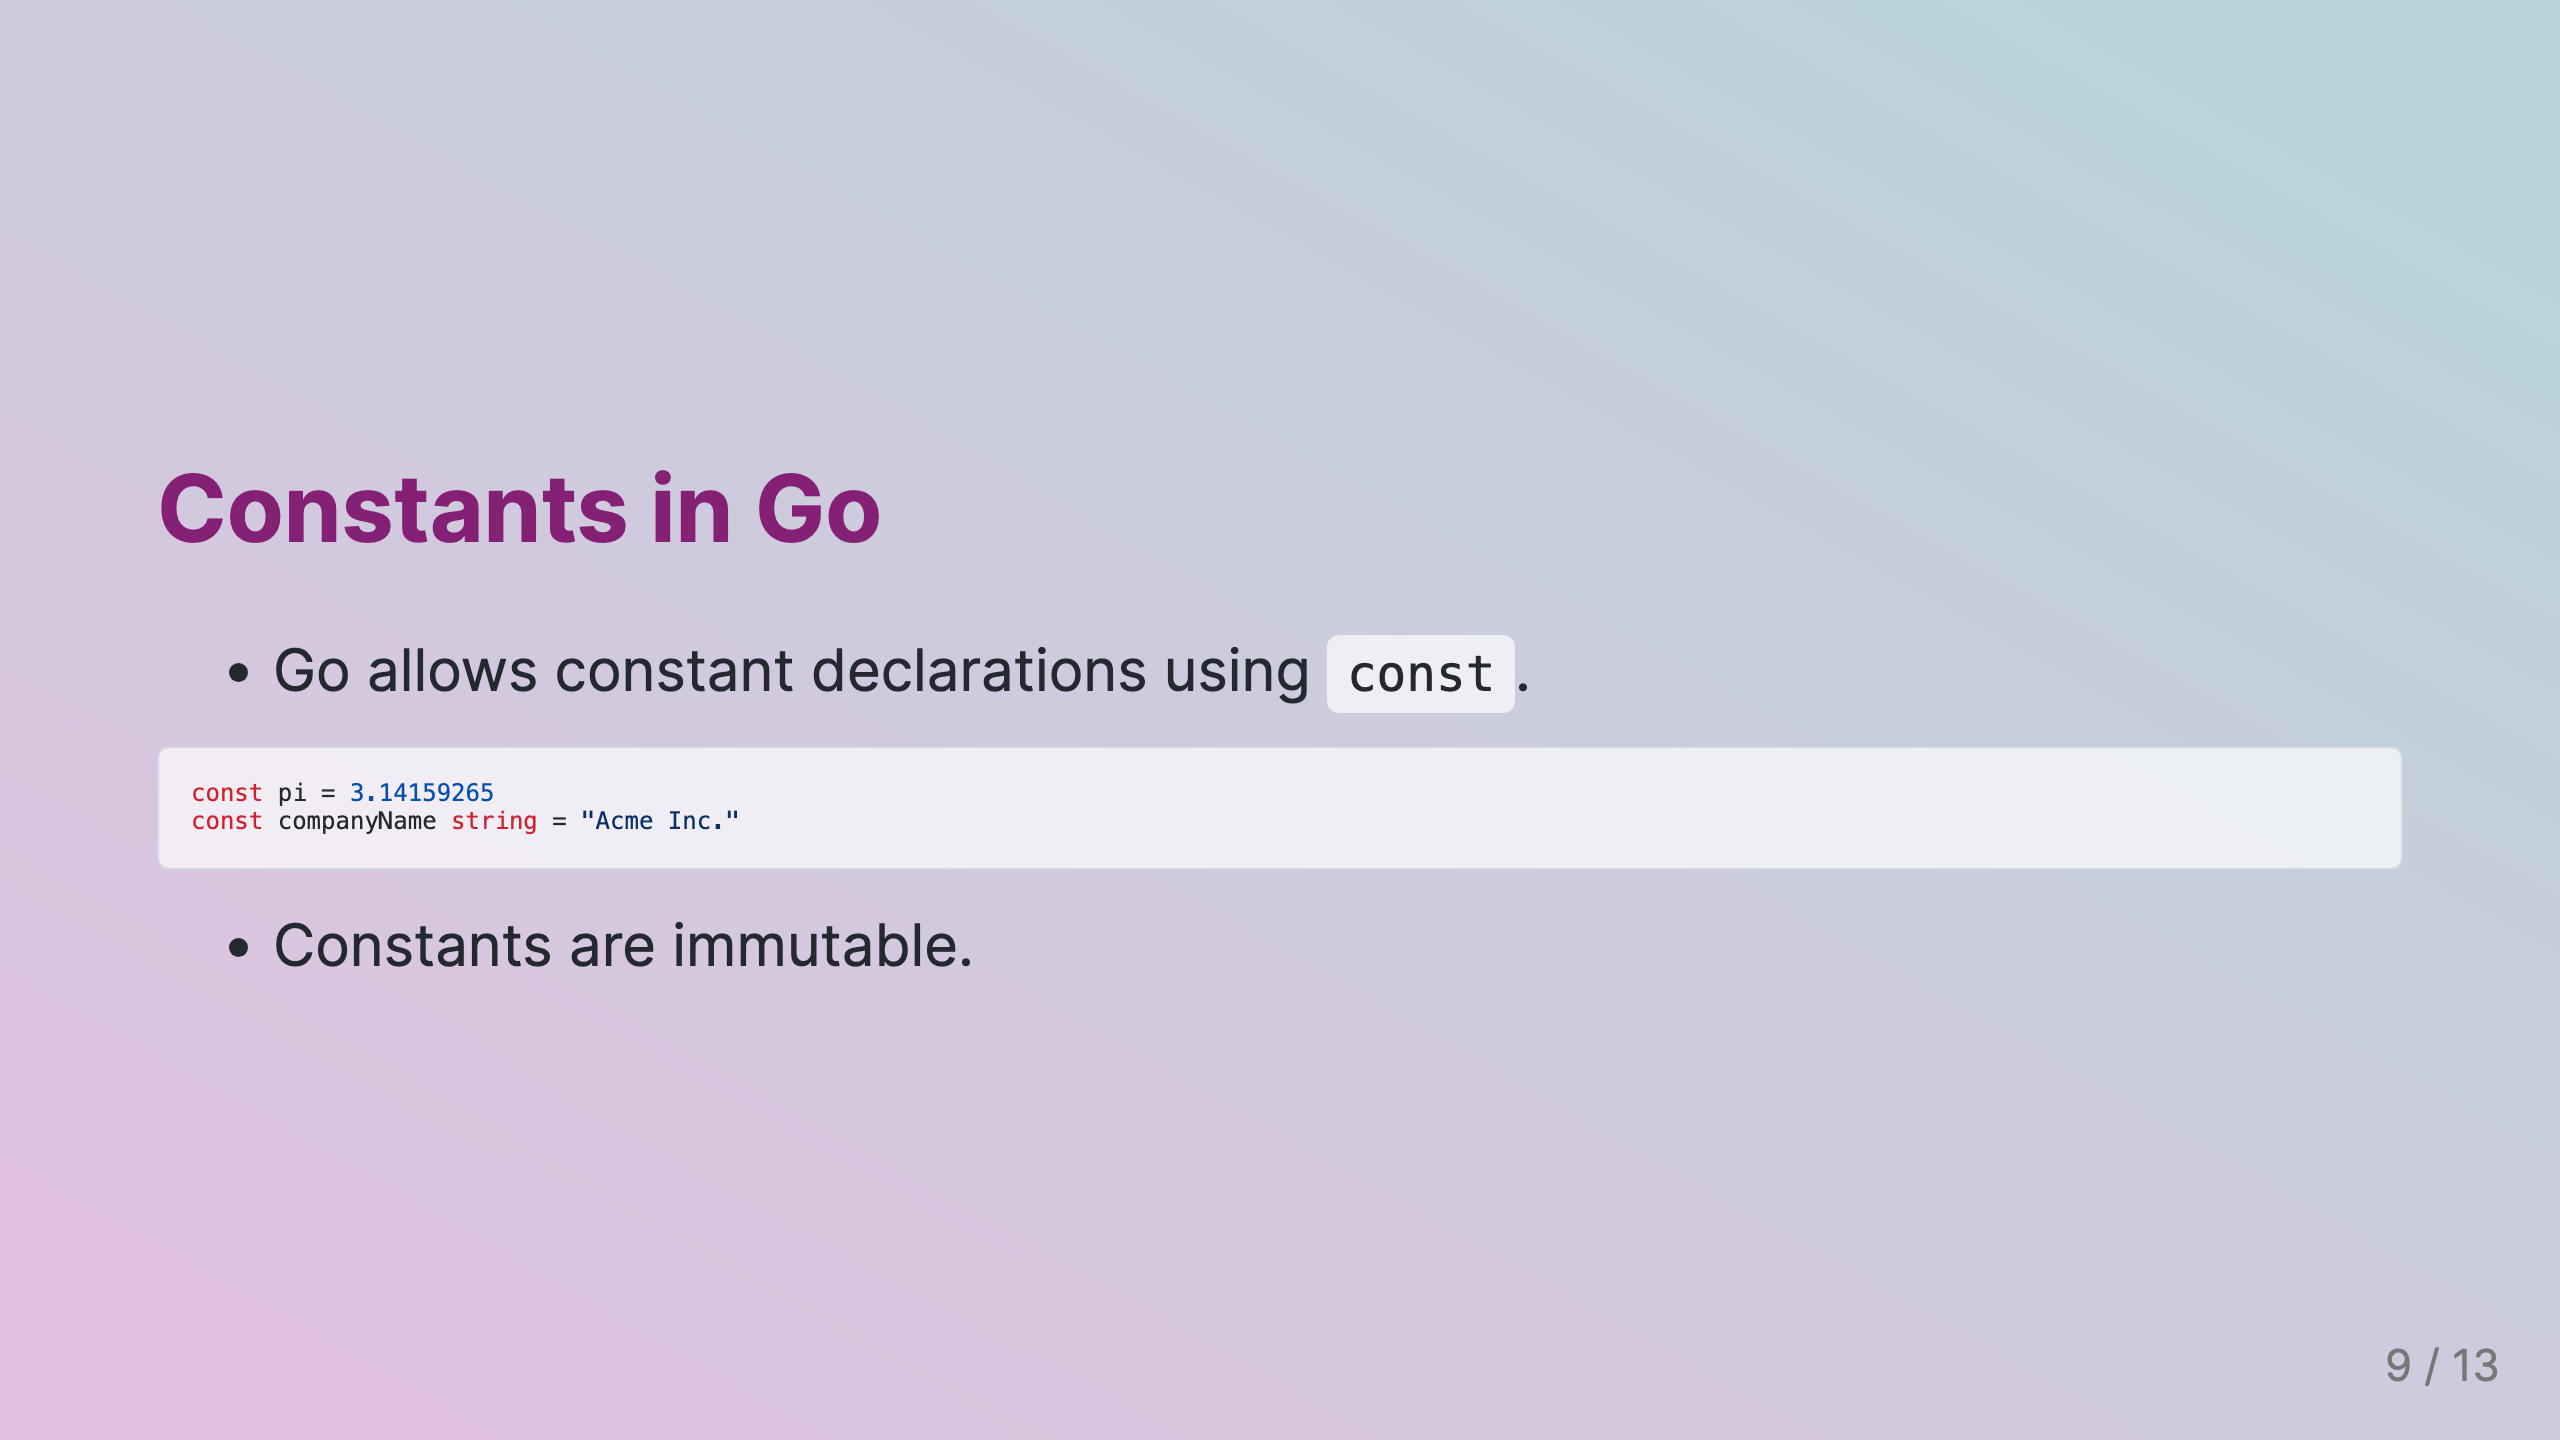 Constants in Go
• Go allows constant declarations using const.
const pi = 3.14159265
const companyName string = "Acme Inc."
• Constants are immutable.
9 / 13